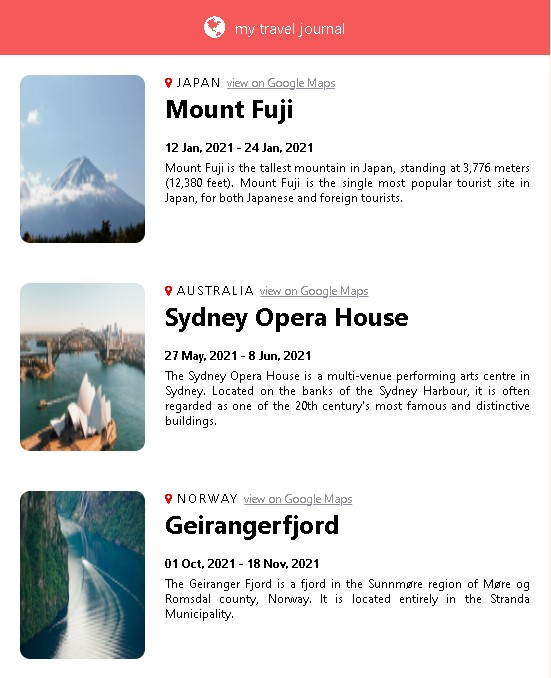 my travel journal
JAPAN view on Google Maps
Mount Fuji
12 Jan, 2021 - 24 Jan, 2021
Mount Fuji is the tallest mountain in Japan, standing at 3,776 meters
(12,380 feet). Mount Fuji is the single most popular tourist site in
Japan, for both Japanese and foreign tourists.
AUSTRALIA view on Google Maps
Sydney Opera House
27 May, 2021 - 8 Jun, 2021
The Sydney Opera House is a multi-venue performing arts centre in
Sydney. Located on the banks of the Sydney Harbour, it is often
regarded as one of the 20th century's most famous and distinctive
buildings.
NORWAY view on Google Maps
Geirangerfjord
01 Oct, 2021 - 18 Nov, 2021
The Geiranger Fjord is a fjord in the Sunnmøre region of Møre og
Romsdal county, Norway. It is located entirely in the Stranda
Municipality.